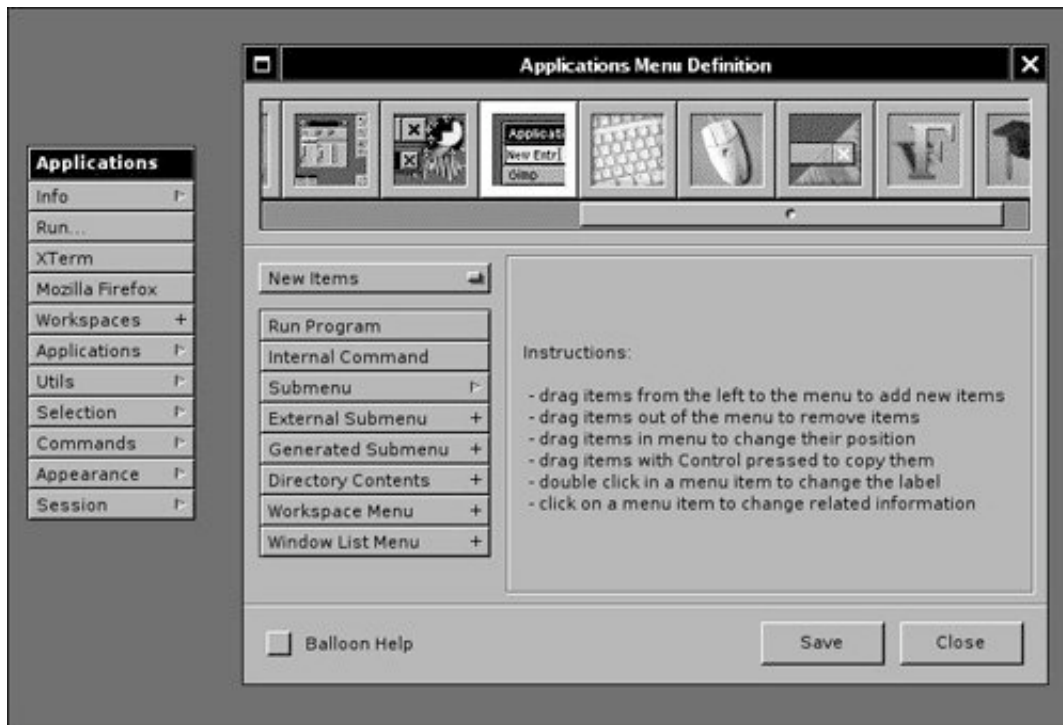 Applications Menu Definition
Applicati
New Entr
Gimp
F
Applications
Info
Run...
XTerm
Mozilla Firefox
Workspaces +
Applications
Utils
Selection
Commands
Appearance
Session
New Items
Run Program
Internal Command
Submenu
External Submenu +
Generated Submenu +
Directory Contents +
Workspace Menu +
Window List Menu +
Instructions:
- drag items from the left to the menu to add new items
- drag items out of the menu to remove items
- drag items in menu to change their position
- drag items with Control pressed to copy them
- double click in a menu item to change the label
- click on a menu item to change related information
Balloon Help
Save
Close